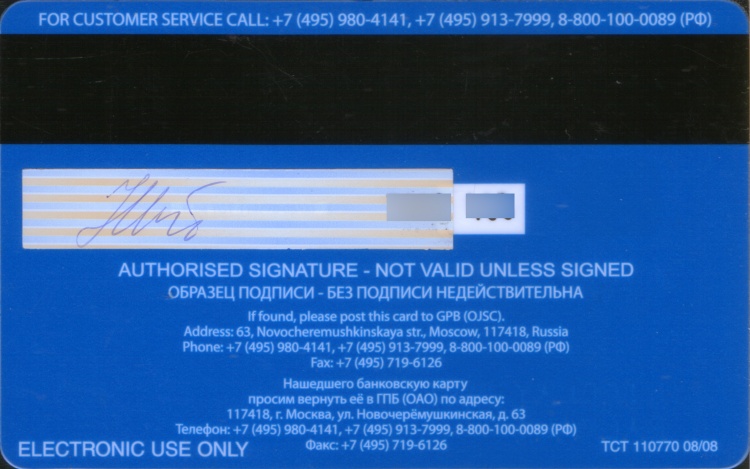 FOR CUSTOMER SERVICE CALL: +7 (495) 980-4141, +7 (495) 913-7999, 8-800-100-0089 (РФ)
AUTHORISED SIGNATURE - NOT VALID UNLESS SIGNED
ОБРАЗЕЦ ПОДПИСИ - БЕЗ ПОДПИСИ НЕДЕЙСТВИТЕЛЬНА
If found, please post this card to GPB (OJSC).
Address: 63, Novocheremushkinskaya str., Moscow, 117418, Russia
Phone: +7 (495) 980-4141, +7 (495) 913-7999, 8-800-100-0089 (РФ)
Fax: +7 (495) 719-6126
Нашедшего банковскую карту
просим вернуть её в ГПБ (ОАО) по адресу:
117418, г. Москва, ул. Новочерёмушкинская, д. 63
Телефон: +7 (495) 980-4141, +7 (495) 913-7999, 8-800-100-0089 (РФ)
Факс: +7 (495) 719-6126
ELECTRONIC USE ONLY
TCT 110770 08/08